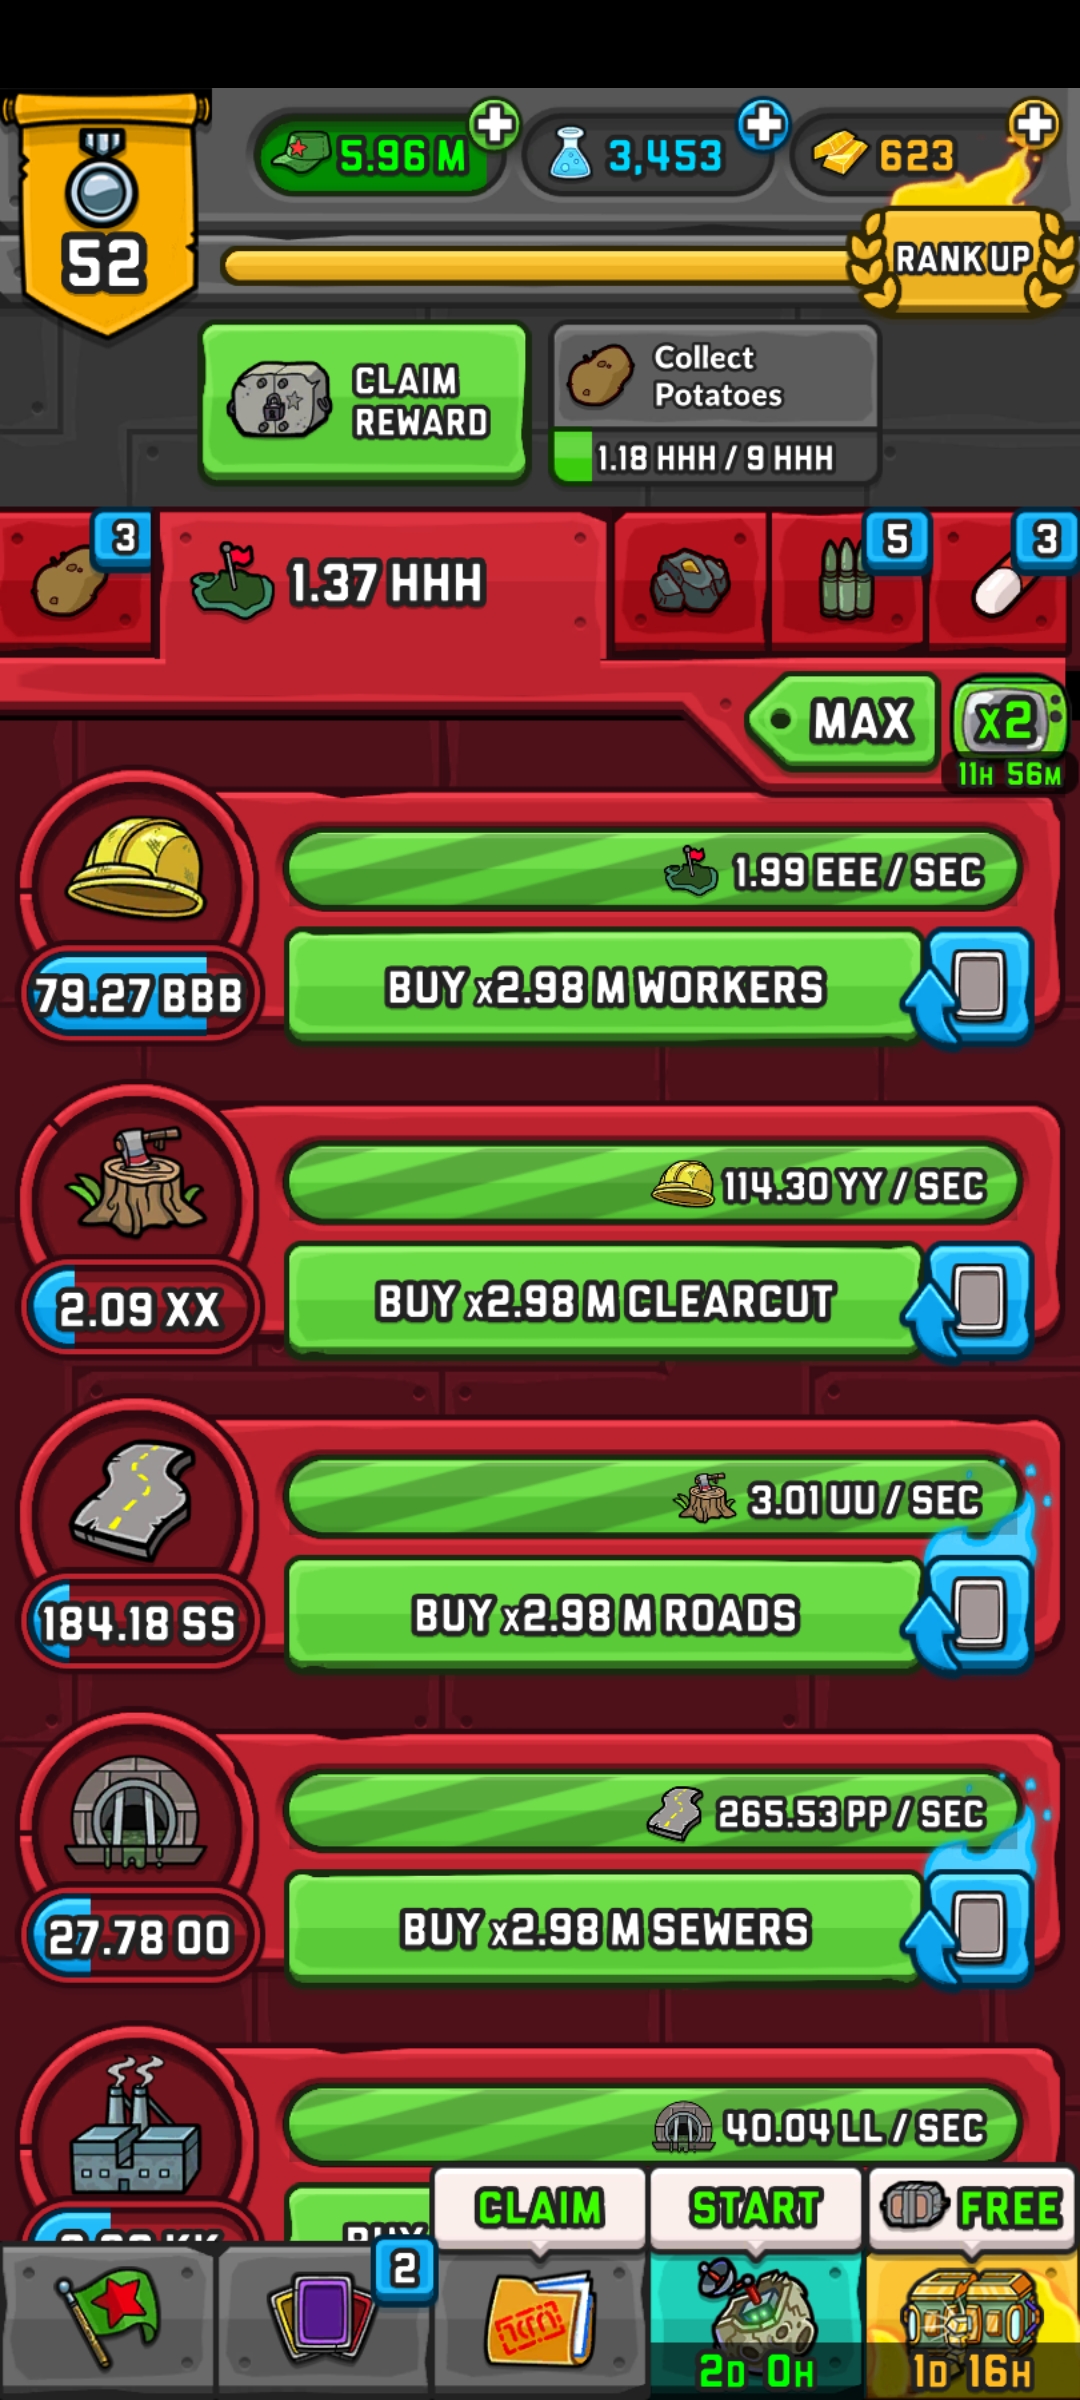 5.96 M
3,453
623
52
RANK UP
CLAIM
REWARD
Collect
Potatoes
1.18 HHH / 9 HHH
3
1.37 HHH
5
3
MAX
x2
11H 56M
1.99 EEE / SEC
79.27 BBB
BUY x2.98 M WORKERS
114.30 YY / SEC
2.09 XX
BUY x2.98 M CLEARCUT
3.01 UU / SEC
184.18 SS
BUY x2.98 M ROADS
265.53 PP / SEC
27.78 OO
BUY x2.98 M SEWERS
40.04 LL / SEC
BUY
CLAIM
START
FREE
2
2D 0H
1D 16H